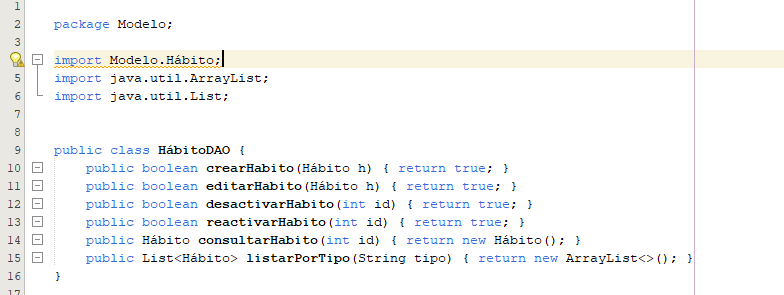 1
2 package Modelo;
3
import Modelo.Hábito;
5 import java.util.ArrayList;
6 import java.util.List;
7
8
9 public class HábitoDAO {
10 public boolean crearHabito(Hábito h) { return true; }
11 public boolean editarHabito(Hábito h) { return true; }
12 public boolean desactivarHabito(int id) { return true; }
13 public boolean reactivarHabito(int id) { return true; }
14 public Hábito consultarHabito(int id) { return new Hábito(); }
15 public List<Hábito> listarPorTipo(String tipo) { return new ArrayList<>(); }
16 }
17